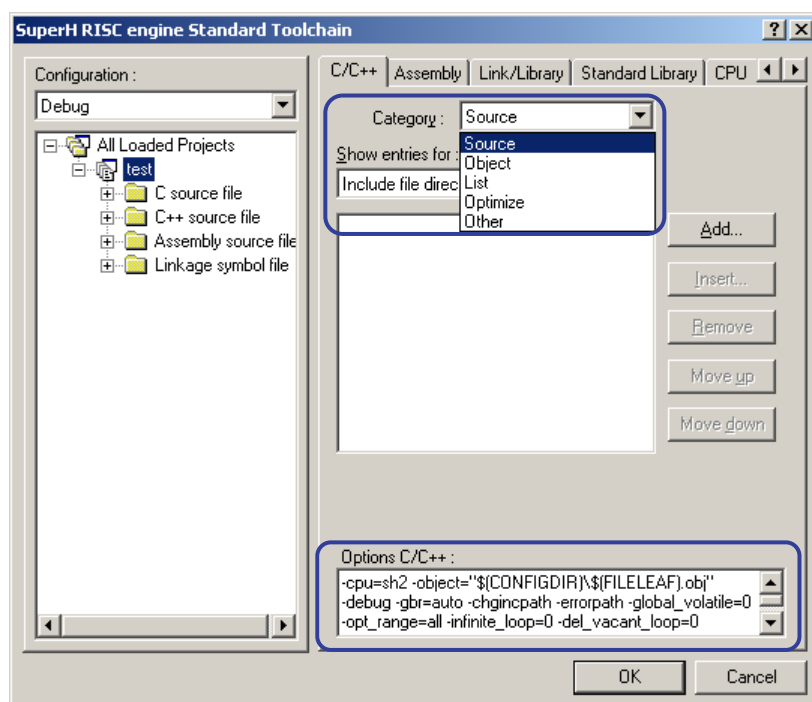 SuperH RISC engine Standard Toolchain
Configuration :
Debug
All Loaded Projects
test
C source file
C++ source file
Assembly source file
Linkage symbol file
C/C++ Assembly Link/Library Standard Library CPU
Category : Source
Source
Object
List
Optimize
Other
Show entries for :
Include file direc
Add...
Insert...
Remove
Move up
Move down
Options C/C++ :
-cpu=sh2 -object="$(CONFIGDIR)\$(FILELEAF).obj"
-debug -gbr=auto -chgincpath -errorpath -global_volatile=0
-opt_range=all -infinite_loop=0 -del_vacant_loop=0
OK Cancel